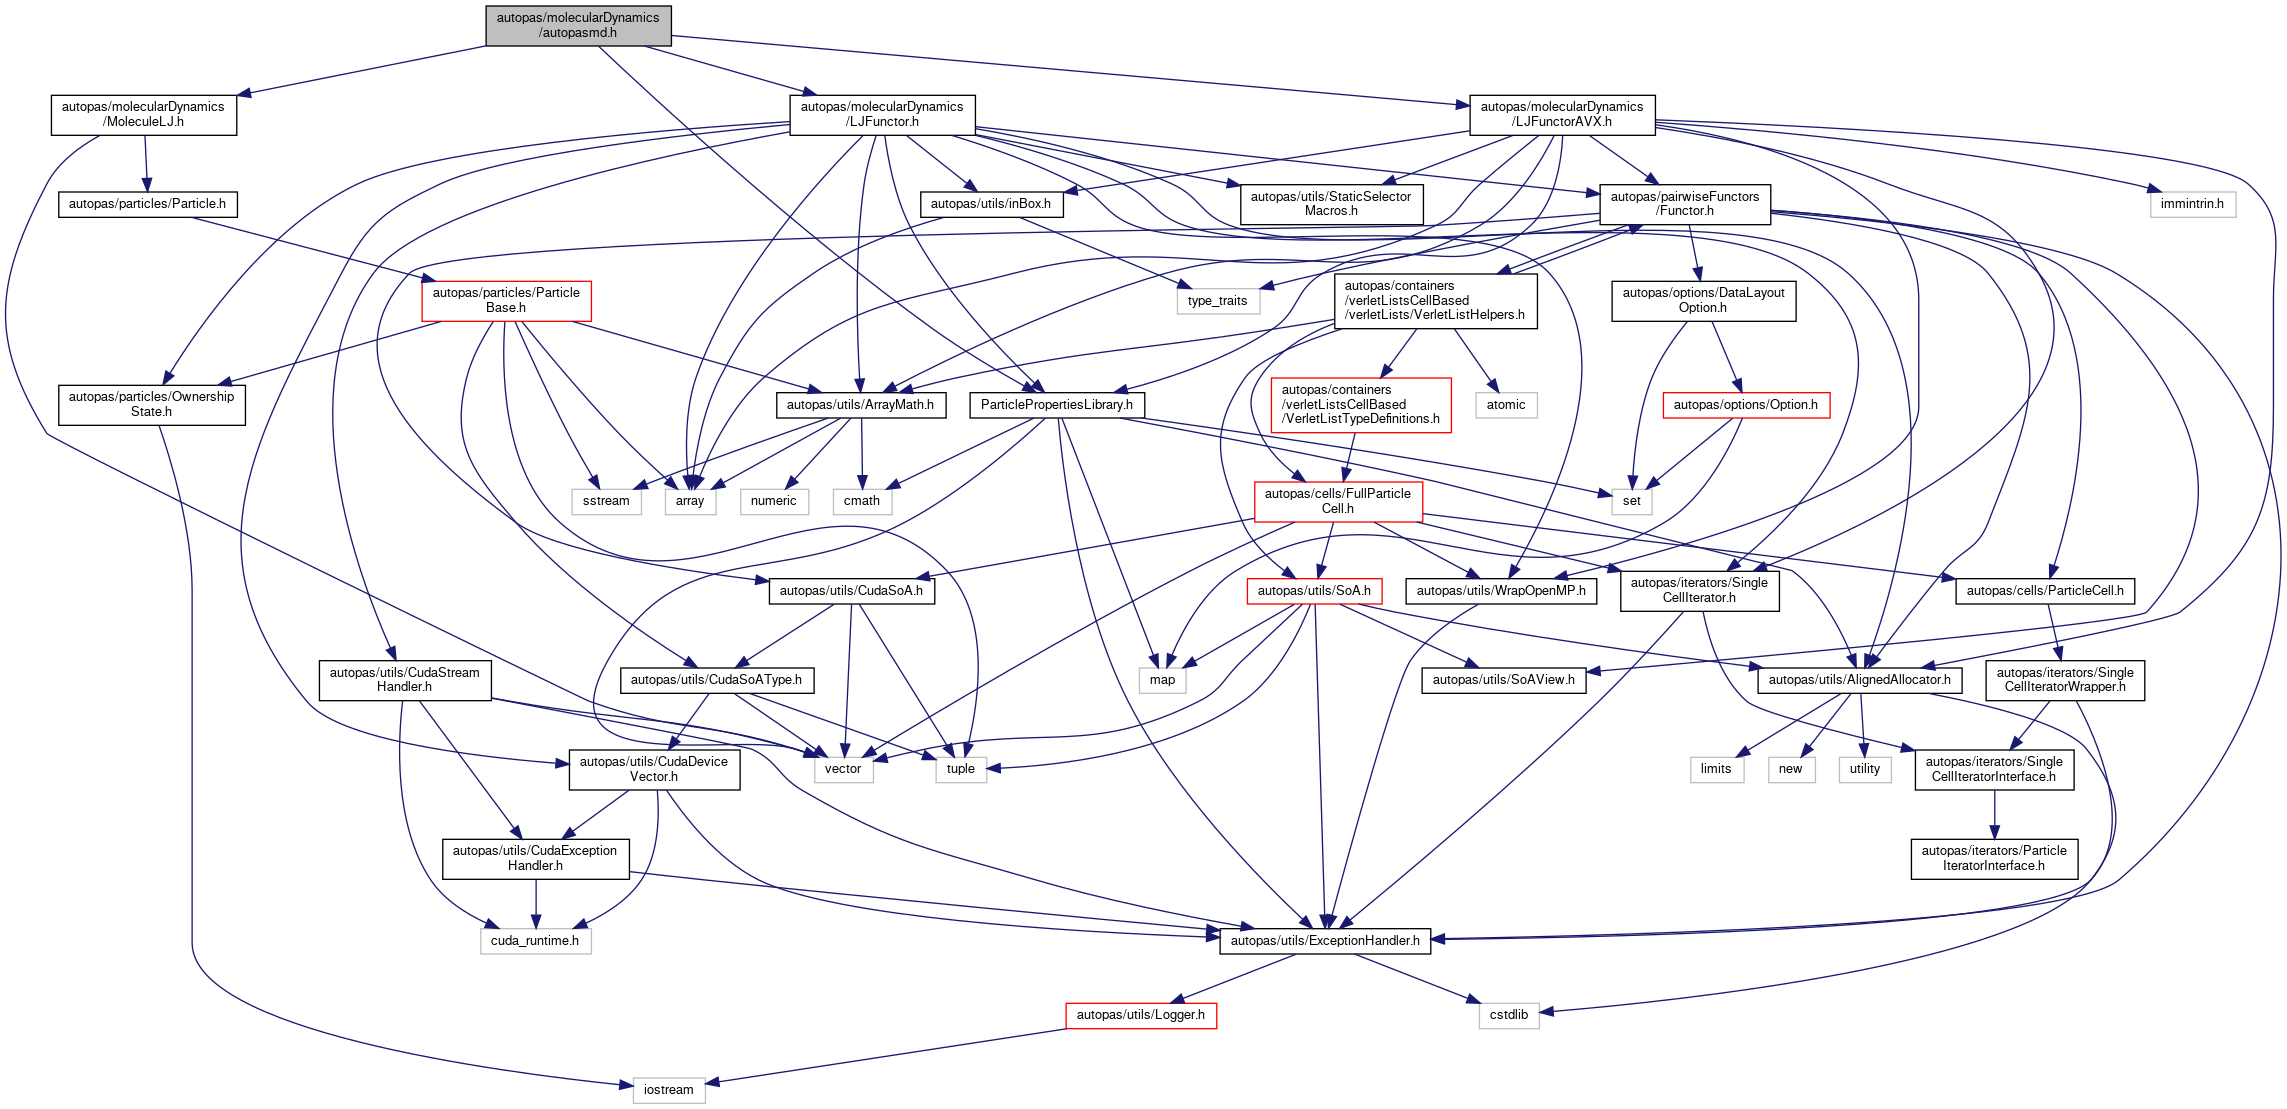 autopas/molecularDynamics
/autopasmd.h
autopas/molecularDynamics
/MoleculeLJ.h
autopas/molecularDynamics
/LJFunctor.h
autopas/molecularDynamics
/LJFunctorAVX.h
autopas/particles/Particle.h
autopas/utils/inBox.h
autopas/utils/StaticSelector
Macros.h
autopas/pairwiseFunctors
/Functor.h
immintrin.h
autopas/particles/Particle
Base.h
type_traits
autopas/containers
/verletListsCellBased
/verletLists/VerletListHelpers.h
autopas/options/DataLayout
Option.h
autopas/particles/Ownership
State.h
autopas/utils/ArrayMath.h
ParticlePropertiesLibrary.h
autopas/containers
/verletListsCellBased
/VerletListTypeDefinitions.h
atomic
autopas/options/Option.h
sstream
array
numeric
cmath
autopas/cells/FullParticle
Cell.h
set
autopas/utils/CudaSoA.h
autopas/utils/SoA.h
autopas/utils/WrapOpenMP.h
autopas/iterators/Single
CellIterator.h
autopas/cells/ParticleCell.h
autopas/utils/CudaStream
Handler.h
autopas/utils/CudaSoAType.h
map
autopas/utils/SoAView.h
autopas/utils/AlignedAllocator.h
autopas/iterators/Single
CellIteratorWrapper.h
autopas/utils/CudaDevice
Vector.h
vector
tuple
limits
new
utility
autopas/iterators/Single
CellIteratorInterface.h
autopas/utils/CudaException
Handler.h
autopas/iterators/Particle
IteratorInterface.h
cuda_runtime.h
autopas/utils/ExceptionHandler.h
autopas/utils/Logger.h
cstdlib
iostream